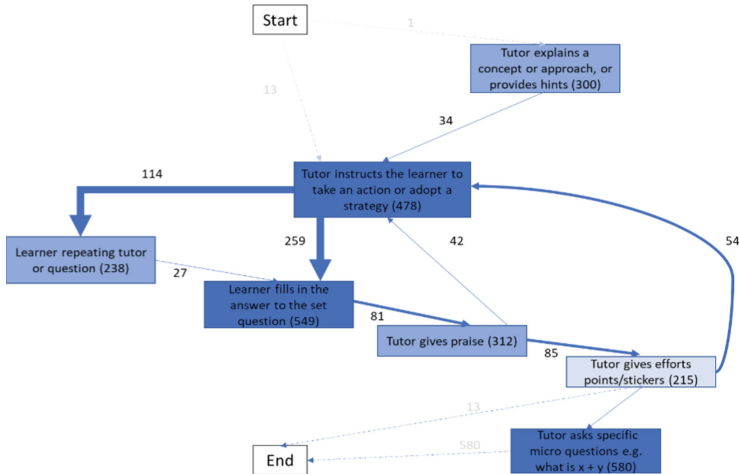 Start
1
Tutor explains a
concept or approach, or
provides hints (300)
13
34
114
Tutor instructs the learner to
take an action or adopt a
strategy (478)
54
259
42
Learner repeating tutor
or question (238)
27
Learner fills in the
answer to the set
question (549)
81
Tutor gives praise (312)
85
Tutor gives efforts
points/stickers (215)
13
580
End
Tutor asks specific
micro questions e.g.
what is x + y (580)